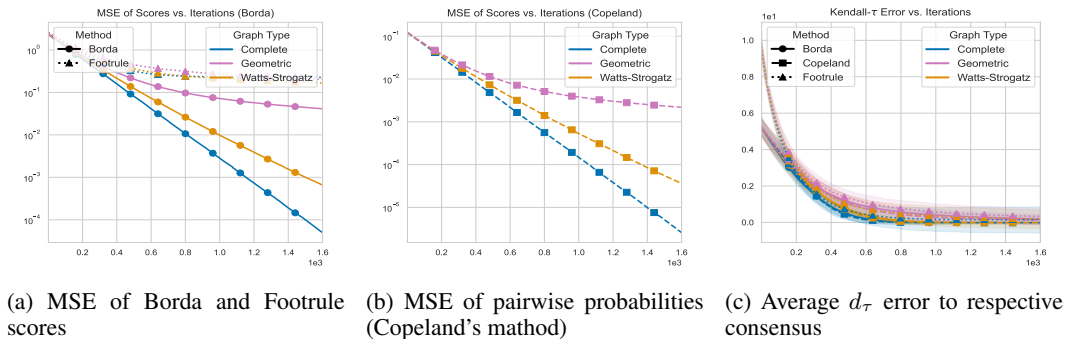 MSE of Scores vs. Iterations (Borda)
Method
Borda
Footrule
Graph Type
Complete
Geometric
Watts-Strogatz
10⁰
10⁻¹
10⁻²
10⁻³
10⁻⁴
0.2 0.4 0.6 0.8 1.0 1.2 1.4 1.6
1e3
MSE of Scores vs. Iterations (Copeland)
Graph Type
Complete
Geometric
Watts-Strogatz
10⁻¹
10⁻²
10⁻³
10⁻⁴
10⁻⁵
0.2 0.4 0.6 0.8 1.0 1.2 1.4 1.6
1e3
Kendall-τ Error vs. Iterations
1e1
Method
Borda
Copeland
Footrule
Graph Type
Complete
Geometric
Watts-Strogatz
1.0
0.8
0.6
0.4
0.2
0.0
0.2 0.4 0.6 0.8 1.0 1.2 1.4 1.6
1e3
(a) MSE of Borda and Footrule
scores
(b) MSE of pairwise probabilities
(Copeland's mathod)
(c) Average dτ error to respective
consensus